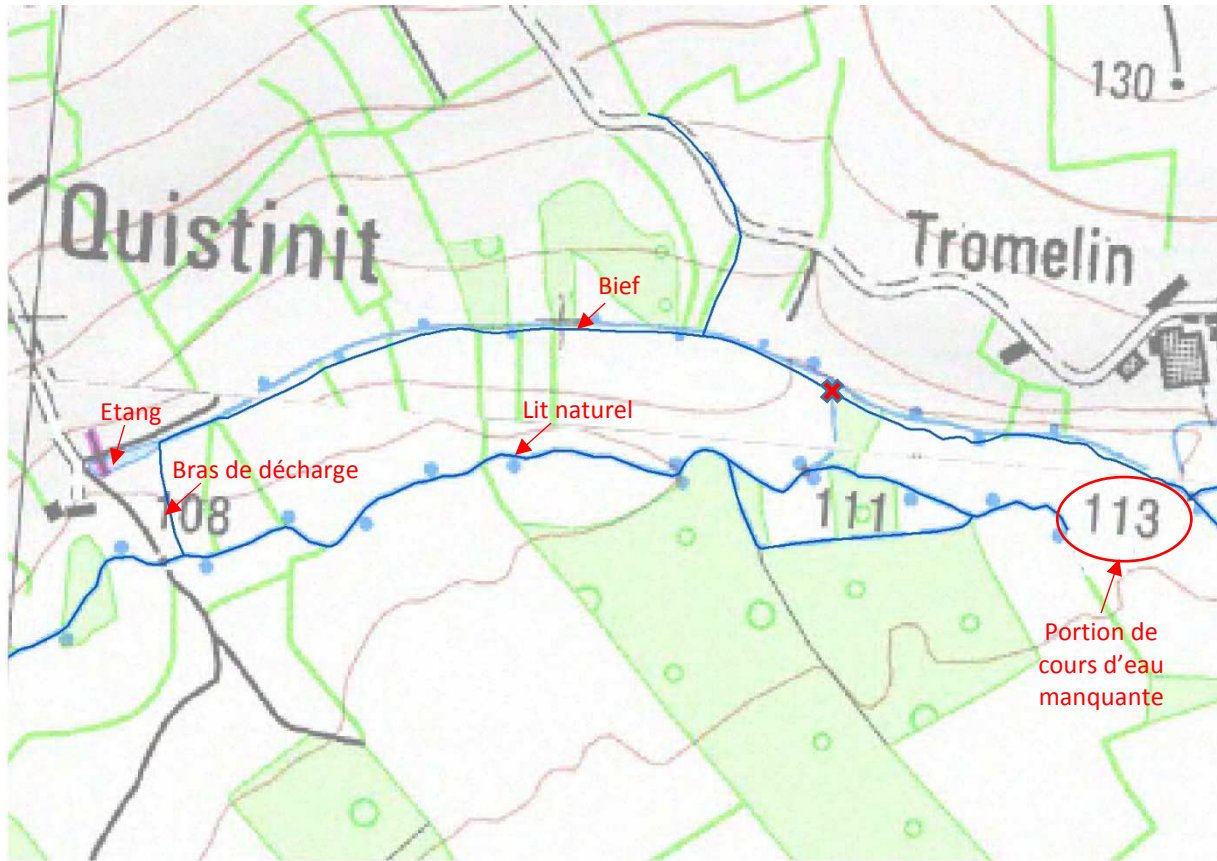 130
Quistinit
Tromelin
Bief
Etang
Lit naturel
Bras de décharge
108
111
113
Portion de
cours d'eau
manquante